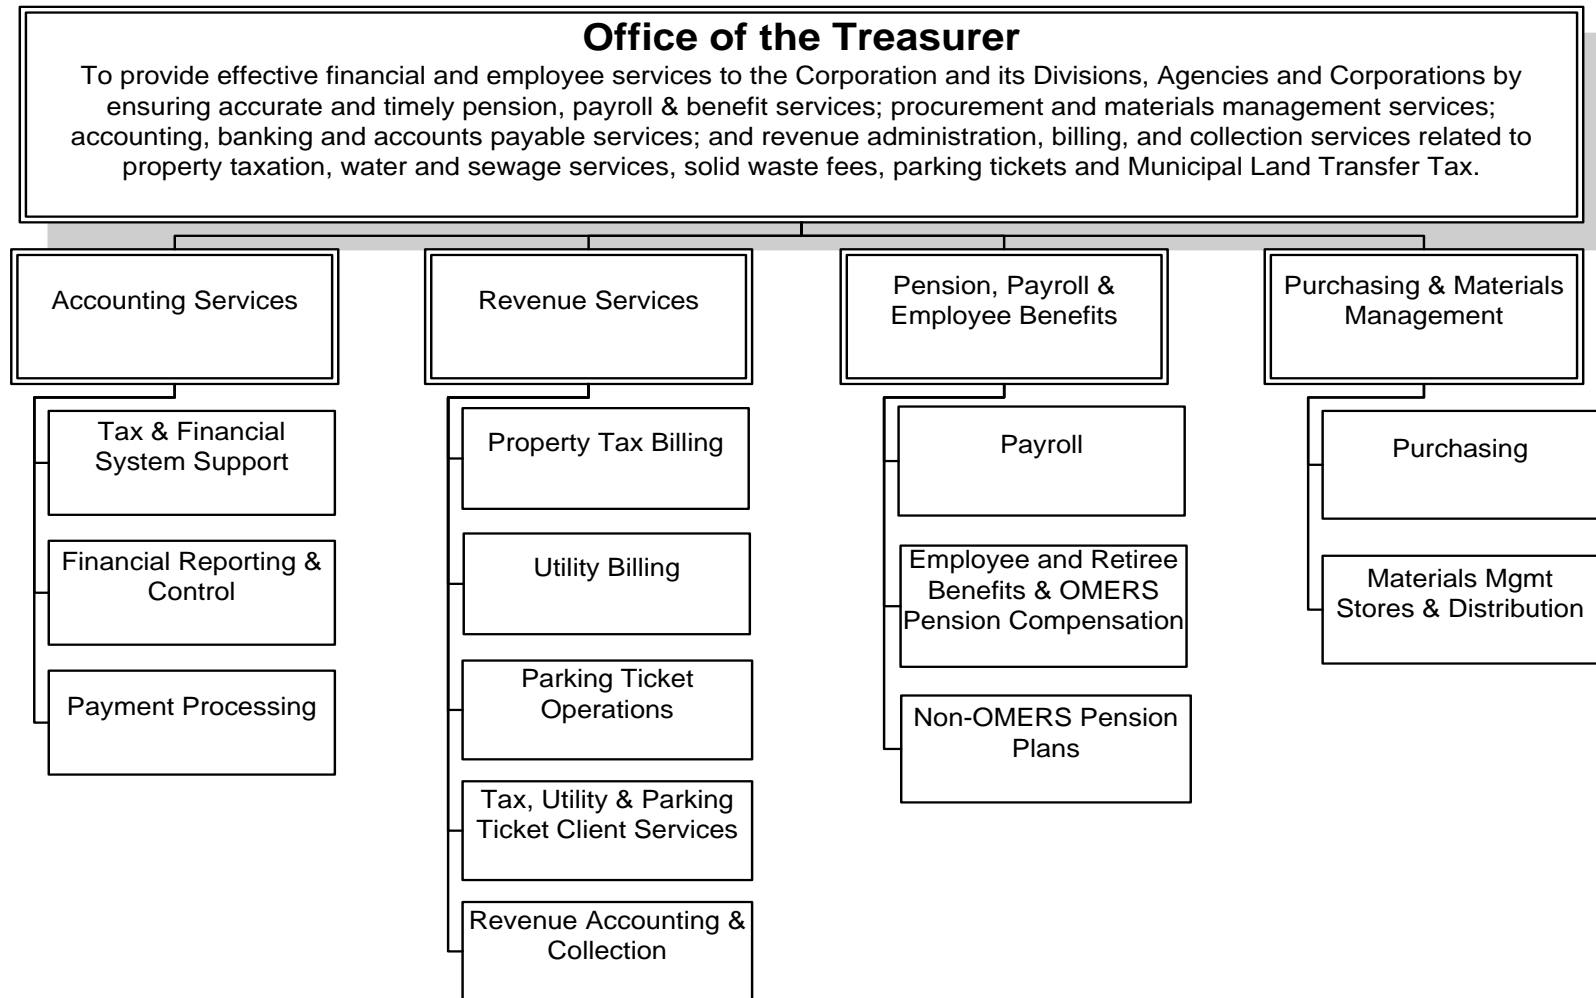 Office of the Treasurer
To provide effective financial and employee services to the Corporation and its Divisions, Agencies and Corporations by
ensuring accurate and timely pension, payroll & benefit services; procurement and materials management services;
accounting, banking and accounts payable services; and revenue administration, billing, and collection services related to
property taxation, water and sewage services, solid waste fees, parking tickets and Municipal Land Transfer Tax.
Accounting Services
Tax & Financial
System Support
Financial Reporting &
Control
Payment Processing
Revenue Services
Property Tax Billing
Utility Billing
Parking Ticket
Operations
Tax, Utility & Parking
Ticket Client Services
Revenue Accounting &
Collection
Pension, Payroll &
Employee Benefits
Payroll
Employee and Retiree
Benefits & OMERS
Pension Compensation
Non-OMERS Pension
Plans
Purchasing & Materials
Management
Purchasing
Materials Mgmt
Stores & Distribution